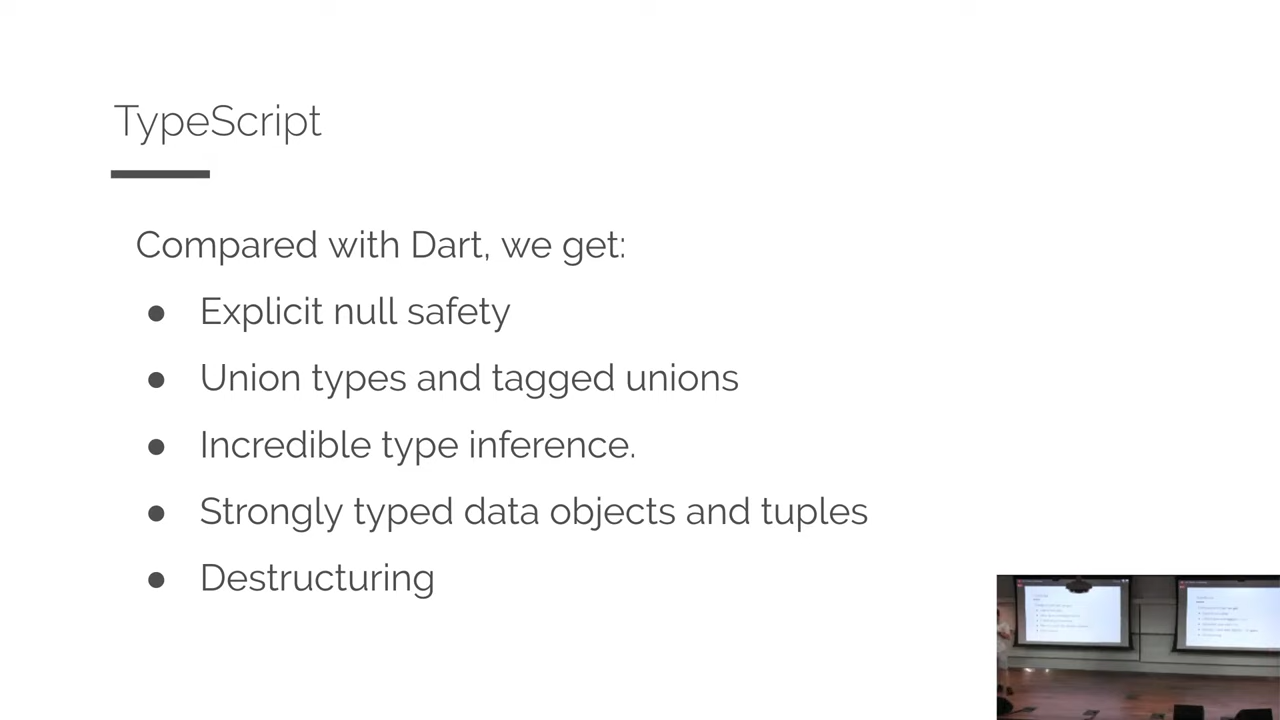 TypeScript
Compared with Dart, we get:
● Explicit null safety
● Union types and tagged unions
● Incredible type inference.
● Strongly typed data objects and tuples
● Destructuring